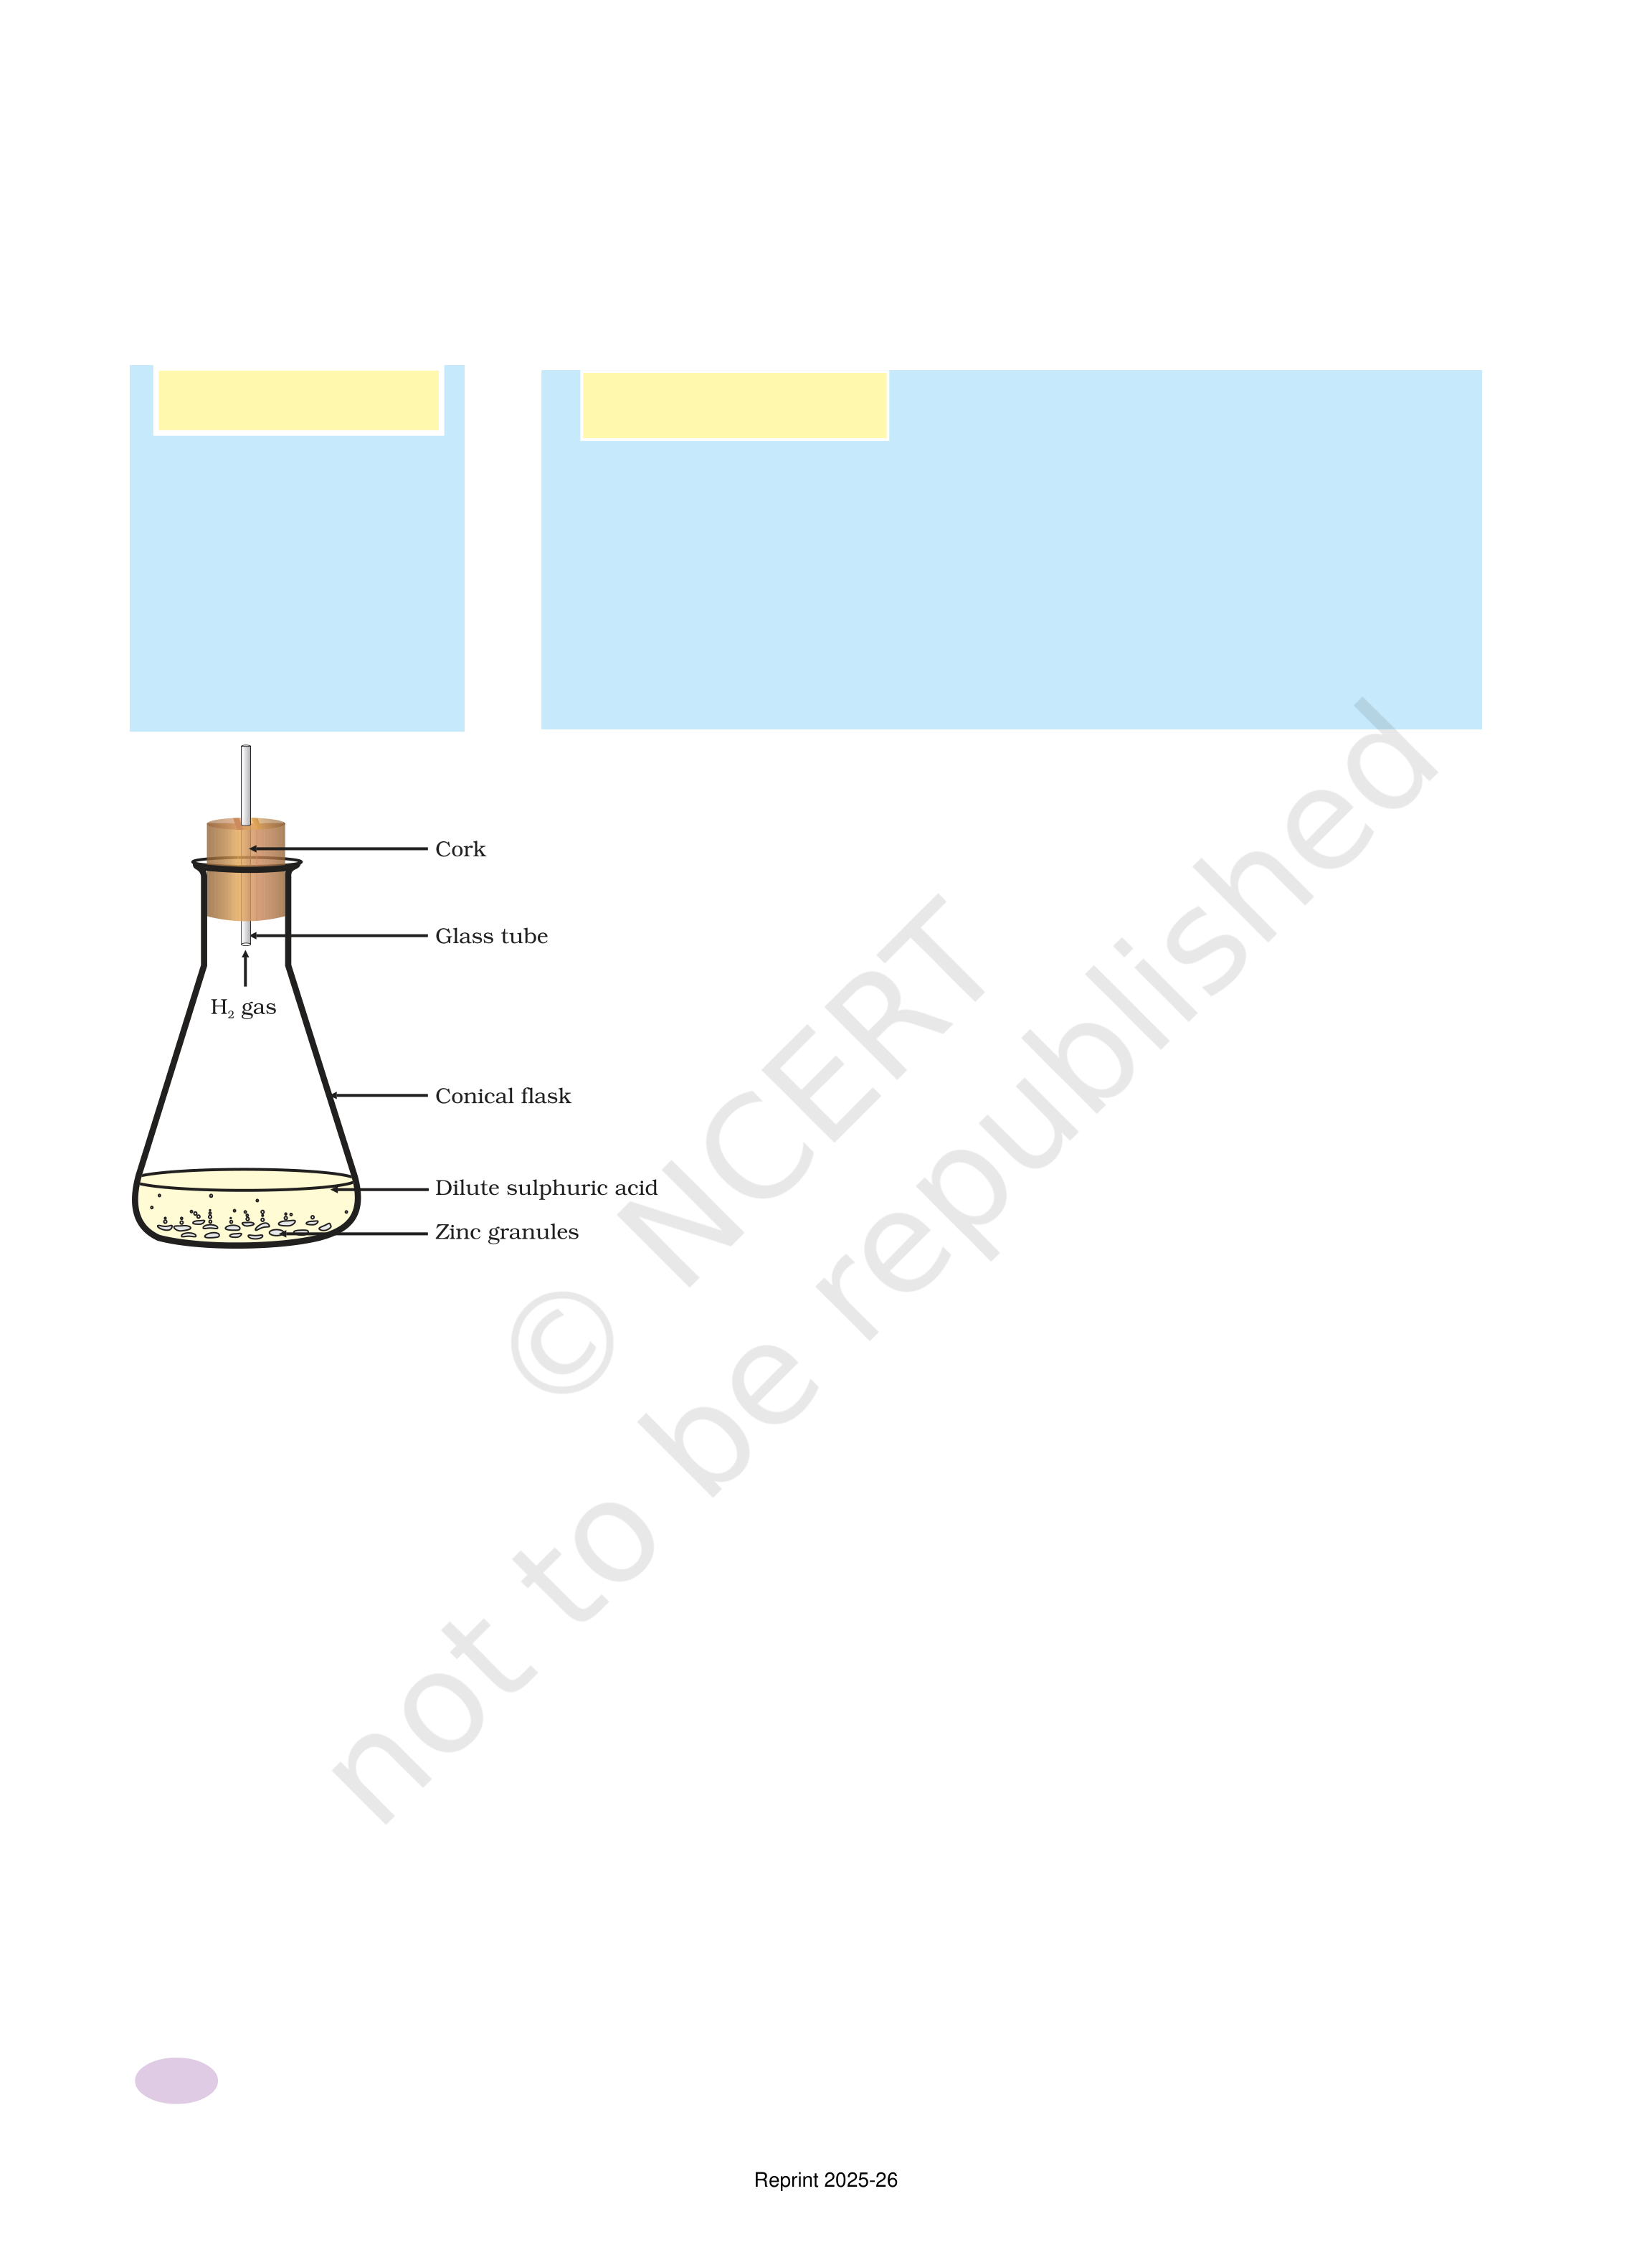 Cork
Glass tube
H₂ gas
Conical flask
Dilute sulphuric acid
Zinc granules
© NCERT
not to be republished
Reprint 2025-26